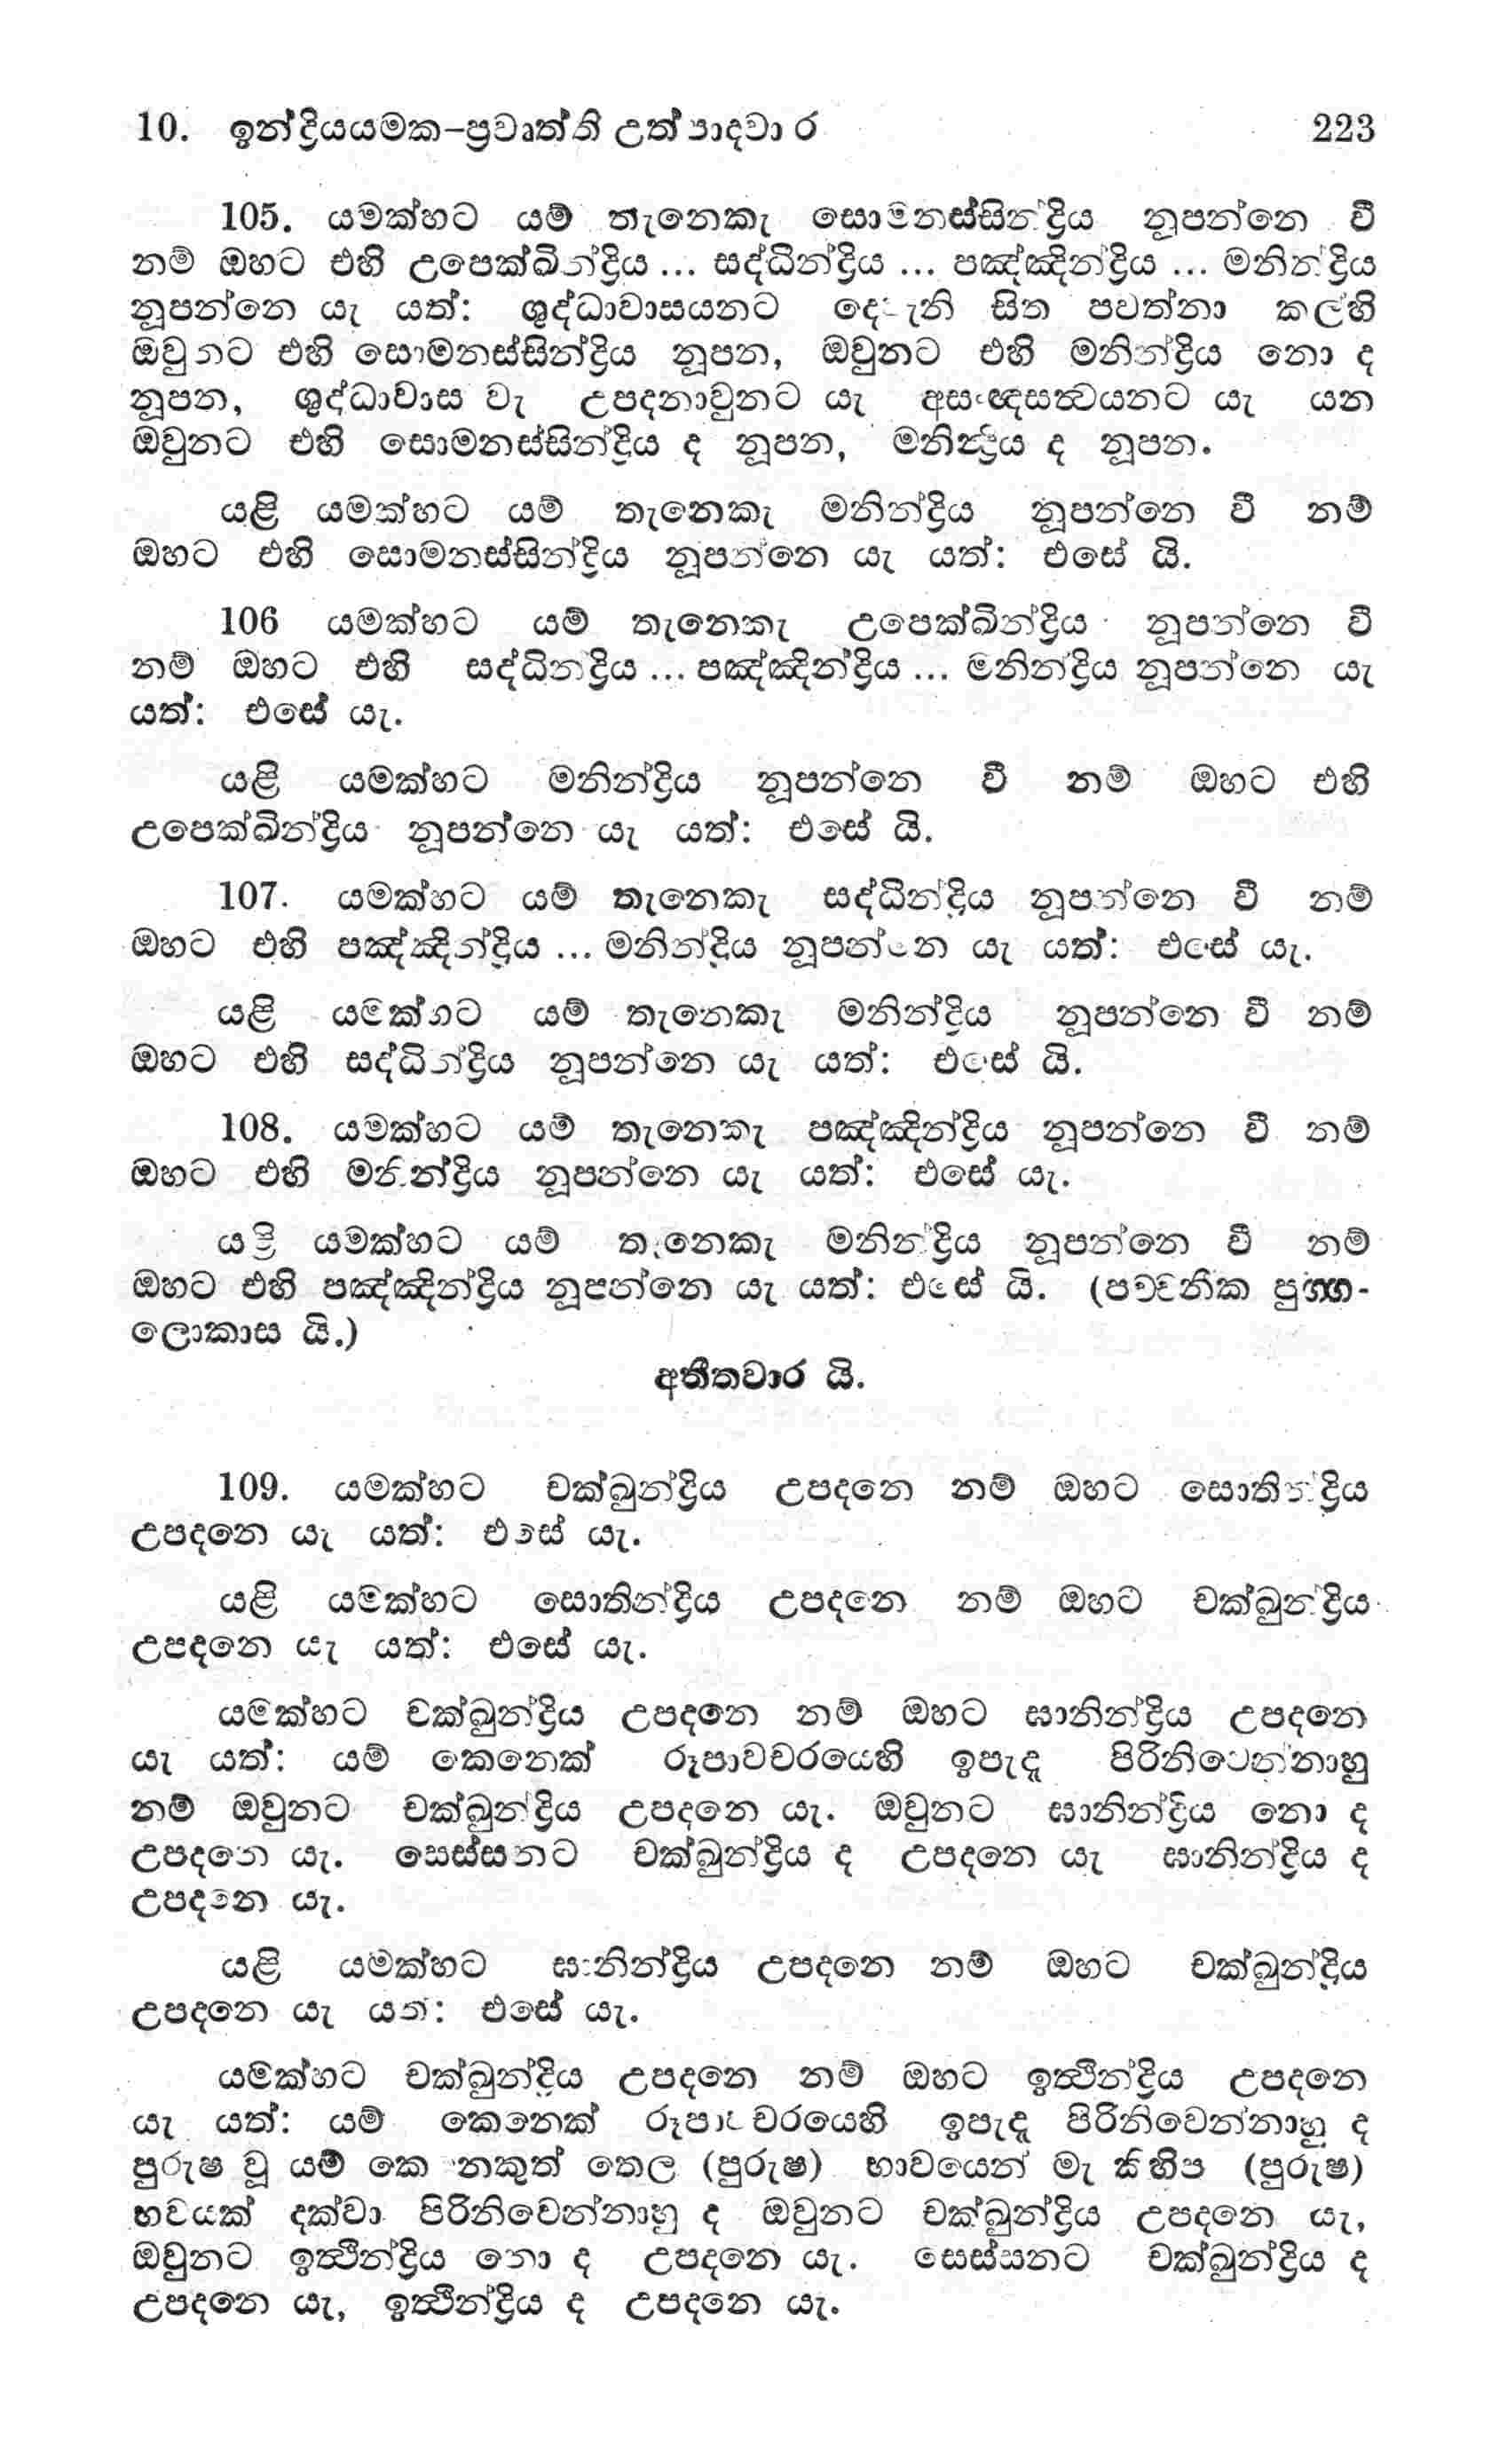 10. ඉන්ද්‍රියයමක-ප්‍රවෘත්ති උත්පාදවාර 223
105. යමක්හට යම් තැනෙකැ සොමනස්සින්ද්‍රිය නූපන්නෙ වී
නම් ඔහට එහි උපෙක්ඛින්ද්‍රිය ... සද්ධින්ද්‍රිය ... පඤ්ඤින්ද්‍රිය ... මනින්ද්‍රිය
නූපන්නෙ යැ යත්: ශුද්ධාවාසයනට දෙවැනි සිත පවත්නා කල්හි
ඔවුනට එහි සොමනස්සින්ද්‍රිය නූපන, ඔවුනට එහි මනින්ද්‍රිය නො ද
නූපන, ශුද්ධාවාස වැ උපදනාවුනට යැ අසංඥසත්‍වයනට යැ යන
ඔවුනට එහි සොමනස්සින්ද්‍රිය ද නූපන, මනින්ද්‍රිය ද නූපන.
යළි යමක්හට යම් තැනෙකැ මනින්ද්‍රිය නූපන්නෙ වී නම්
ඔහට එහි සොමනස්සින්ද්‍රිය නූපන්නෙ යැ යත්: එසේ යි.
106 යමක්හට යම් තැනෙකැ උපෙක්ඛින්ද්‍රිය නූපන්නෙ වී
නම් ඔහට එහි සද්ධින්ද්‍රිය ... පඤ්ඤින්ද්‍රිය ... මනින්ද්‍රිය නූපන්නෙ යැ
යත්: එසේ යැ.
යළි යමක්හට මනින්ද්‍රිය නූපන්නෙ වී නම් ඔහට එහි
උපෙක්ඛින්ද්‍රිය නූපන්නෙ යැ යත්: එසේ යි.
107. යමක්හට යම් තැනෙකැ සද්ධින්ද්‍රිය නූපන්නෙ වී නම්
ඔහට එහි පඤ්ඤින්ද්‍රිය ... මනින්ද්‍රිය නූපන්නෙ යැ යත්: එසේ යැ.
යළි යමක්හට යම් තැනෙකැ මනින්ද්‍රිය නූපන්නෙ වී නම්
ඔහට එහි සද්ධින්ද්‍රිය නූපන්නෙ යැ යත්: එසේ යි.
108. යමක්හට යම් තැනෙකැ පඤ්ඤින්ද්‍රිය නූපන්නෙ වී නම්
ඔහට එහි මනින්ද්‍රිය නූපන්නෙ යැ යත්: එසේ යැ.
යළි යමක්හට යම් තැනෙකැ මනින්ද්‍රිය නූපන්නෙ වී නම්
ඔහට එහි පඤ්ඤින්ද්‍රිය නූපන්නෙ යැ යත්: එසේ යි. (පච්චනීක පුග්ග-
ලොකාස යි.)
අතීතවාර යි.
109. යමක්හට චක්ඛුන්ද්‍රිය උපදනෙ නම් ඔහට සොතින්ද්‍රිය
උපදනෙ යැ යත්: එසේ යැ.
යළි යමක්හට සොතින්ද්‍රිය උපදනෙ නම් ඔහට චක්ඛුන්ද්‍රිය
උපදනෙ යැ යත්: එසේ යැ.
යමක්හට චක්ඛුන්ද්‍රිය උපදනෙ නම් ඔහට ඝානින්ද්‍රිය උපදනෙ
යැ යත්: යම් කෙනෙක් රූපාවචරයෙහි ඉපැදූ පිරිනිවෙන්නාහු
නම් ඔවුනට චක්ඛුන්ද්‍රිය උපදනෙ යැ. ඔවුනට ඝානින්ද්‍රිය නො ද
උපදනෙ යැ. සෙස්සනට චක්ඛුන්ද්‍රිය ද උපදනෙ යැ ඝානින්ද්‍රිය ද
උපදනෙ යැ.
යළි යමක්හට ඝානින්ද්‍රිය උපදනෙ නම් ඔහට චක්ඛුන්ද්‍රිය
උපදනෙ යැ යත්: එසේ යැ.
යමක්හට චක්ඛුන්ද්‍රිය උපදනෙ නම් ඔහට ඉත්‍ථින්ද්‍රිය උපදනෙ
යැ යත්: යම් කෙනෙක් රූපාවචරයෙහි ඉපැදූ පිරිනිවෙන්නාහු ද
පුරුෂ වූ යම් කෙනකුත් තෙල (පුරුෂ) භාවයෙන් මැ කිහිප (පුරුෂ)
භවයක් දක්වා පිරිනිවෙන්නාහු ද ඔවුනට චක්ඛුන්ද්‍රිය උපදනෙ යැ,
ඔවුනට ඉත්‍ථින්ද්‍රිය නො ද උපදනෙ යැ. සෙස්සනට චක්ඛුන්ද්‍රිය ද
උපදනෙ යැ, ඉත්‍ථින්ද්‍රිය ද උපදනෙ යැ.